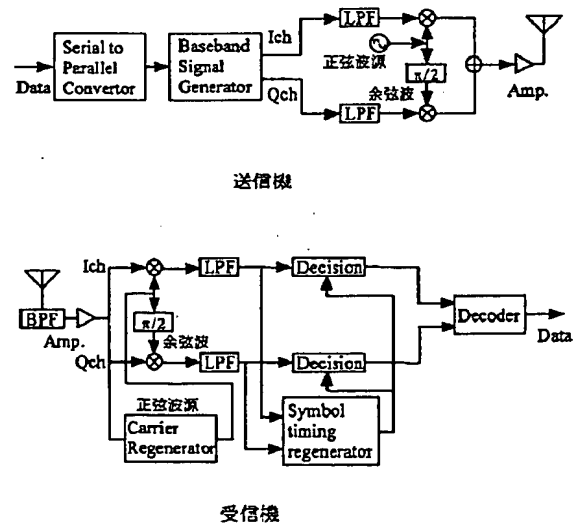 Ich
LPF
Serial to
Parallel
Convertor
Baseband
Signal
Generator
正弦波源
π/2
Data
Qch
余弦波
Amp.
LPF
送信機
Ich
LPF
Decision
BPF
π/2
Decoder
Amp.
余弦波
Data
Qch
LPF
Decision
正弦波源
Carrier
Regenerator
Symbol
timing
regenerator
受信機